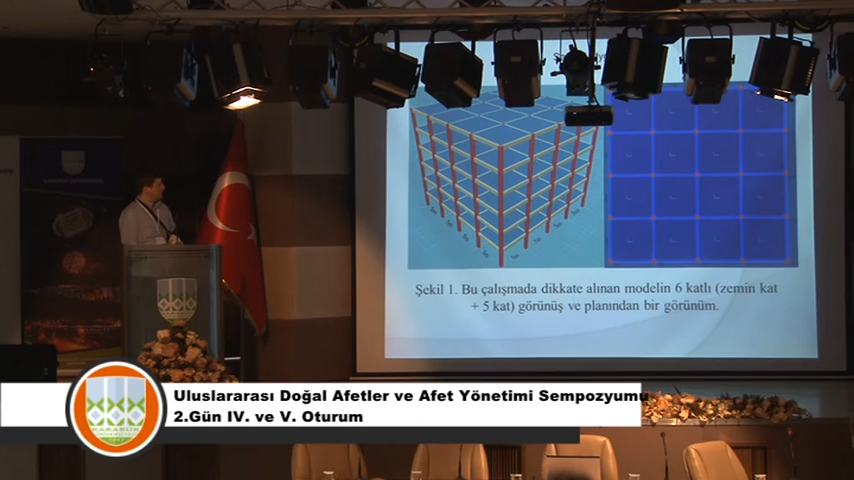 Şekil 1. Bu çalışmada dikkate alınan modelin 6 katlı (zemin kat
+ 5 kat) görünüş ve planından bir görünüm.
Uluslararası Doğal Afetler ve Afet Yönetimi Sempozyumu
2.Gün IV. ve V. Oturum
KARABÜK